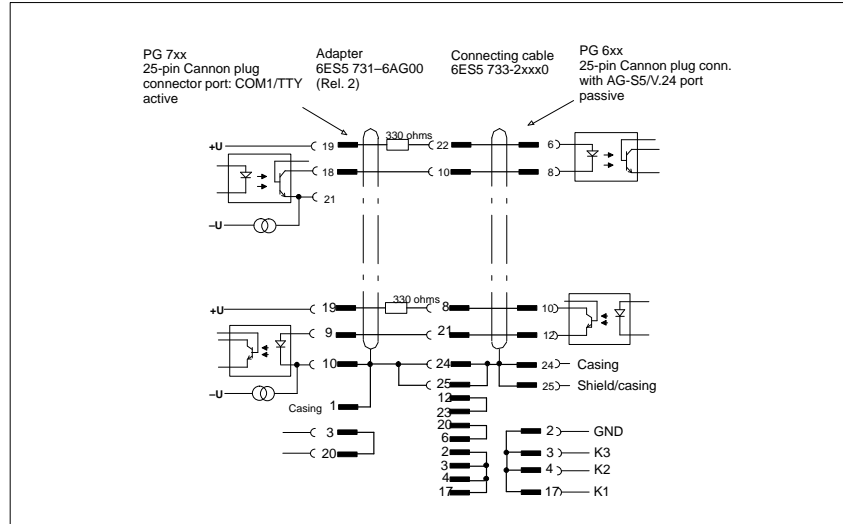 PG 7xx
25-pin Cannon plug
connector port: COM1/TTY
active
Adapter
6ES5 731–6AG00
(Rel. 2)
Connecting cable
6ES5 733-2xxx0
PG 6xx
25-pin Cannon plug conn.
with AG-S5/V.24 port
passive
+U 19 330 ohms 22 6
18 10 8
21
–U
+U 19 330 ohms 8 10
9 21 12
10 24 24 Casing
–U 25 25 Shield/casing
Casing 1 12
23
3 20 2 GND
6
20 2 3 K3
3 4 K2
4
17 17 K1